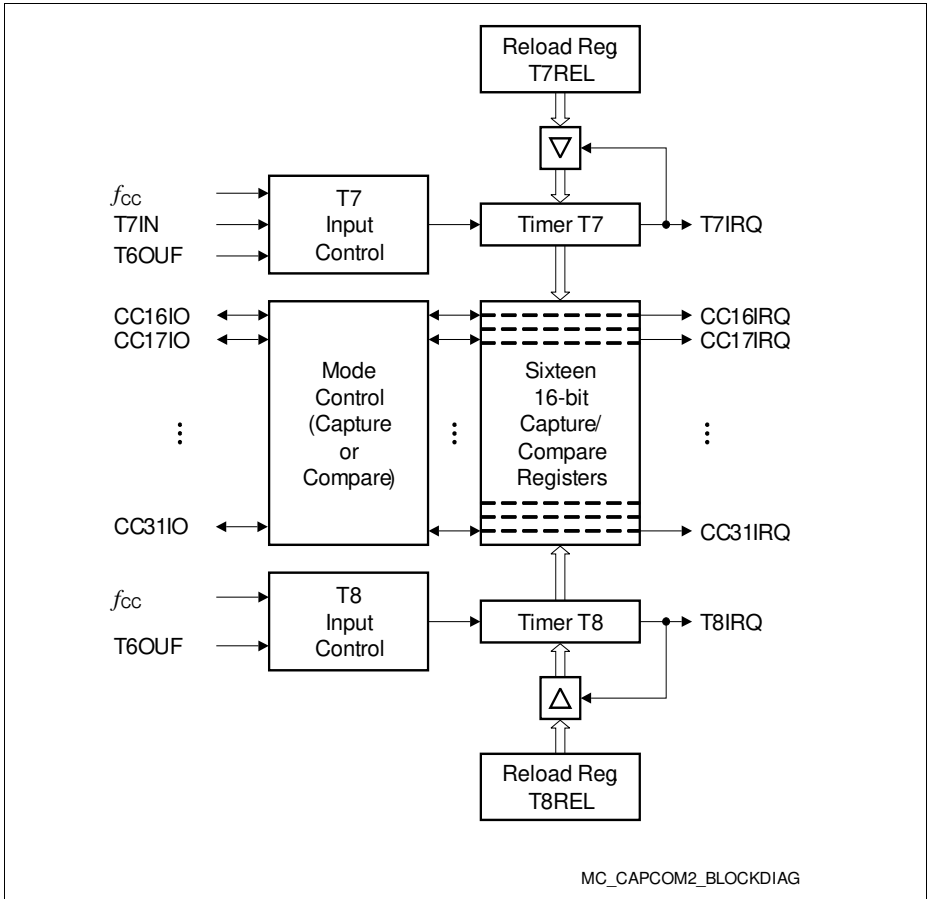 Reload Reg.
T7REL
fCC
T7IN
T6OUF
T7
Input
Control
Timer T7
T7IRQ
CC16IO
CC17IO
CC31IO
Mode
Control
(Capture
or
Compare)
Sixteen
16-bit
Capture/
Compare
Registers
CC16IRQ
CC17IRQ
CC31IRQ
fCC
T6OUF
T8
Input
Control
Timer T8
T8IRQ
Reload Reg.
T8REL
MC_CAPCOM2_BLOCKDIAG